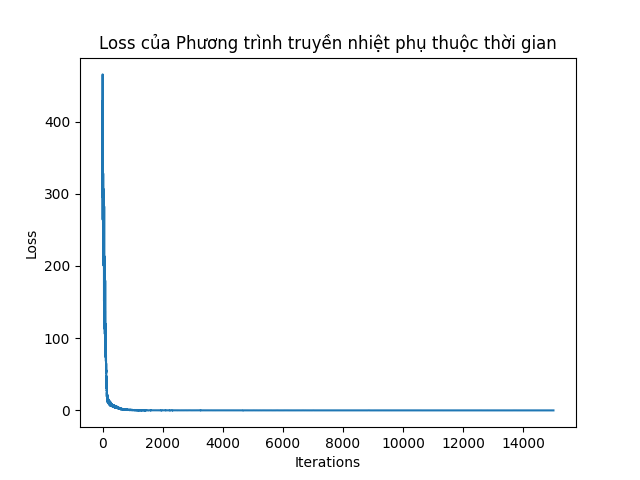 Loss của Phương trình truyền nhiệt phụ thuộc thời gian
400
300
200
100
0
Loss
0 2000 4000 6000 8000 10000 12000 14000
Iterations